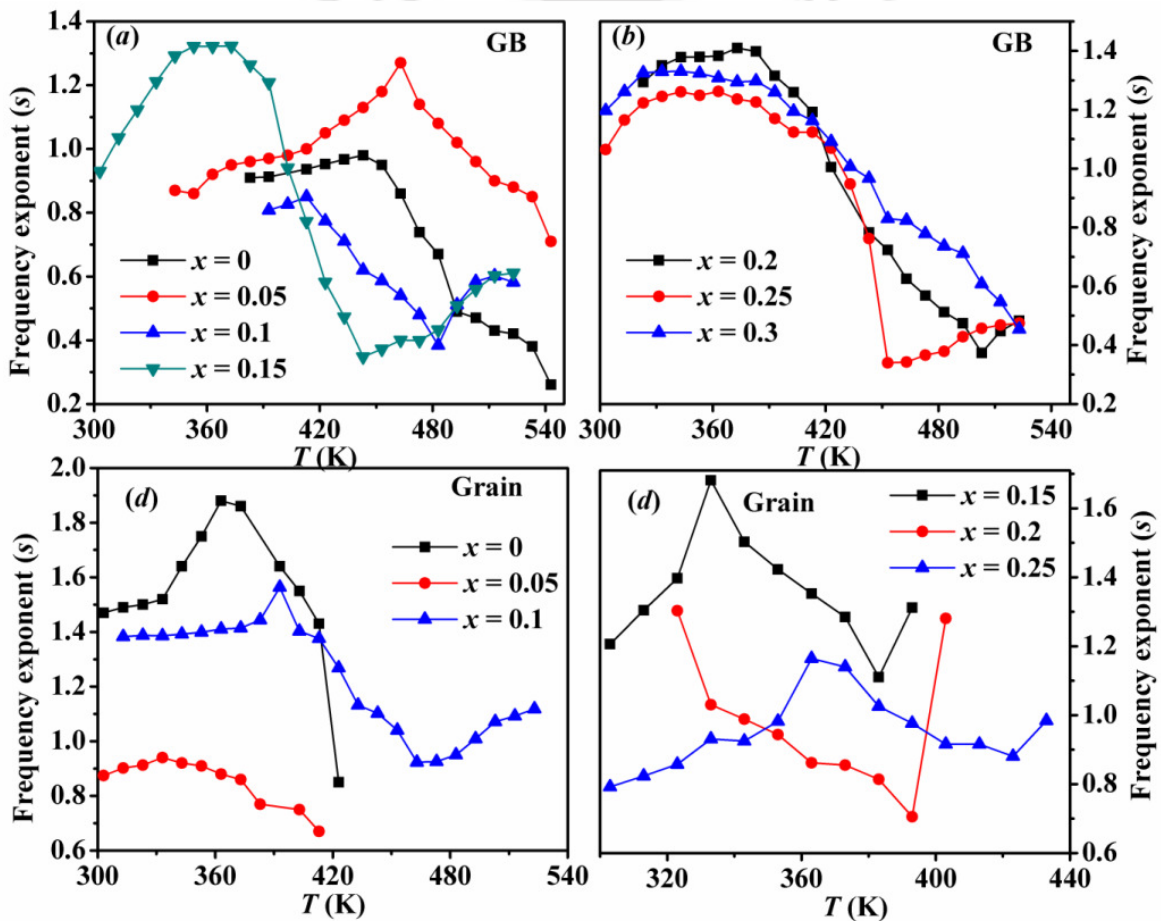 (a)
GB
1.4
1.2
1.0
0.8
0.6
0.4
0.2
Frequency exponent (s)
x = 0
x = 0.05
x = 0.1
x = 0.15
300 360 420 480 540
T (K)
(b)
GB
x = 0.2
x = 0.25
x = 0.3
1.4
1.2
1.0
0.8
0.6
0.4
0.2
Frequency exponent (s)
300 360 420 480 540
T (K)
(d)
Grain
2.0
1.8
1.6
1.4
1.2
1.0
0.8
0.6
Frequency exponent (s)
x = 0
x = 0.05
x = 0.1
300 360 420 480 540
T (K)
(d)
Grain
x = 0.15
x = 0.2
x = 0.25
1.6
1.4
1.2
1.0
0.8
0.6
Frequency exponent (s)
320 360 400 440
T (K)